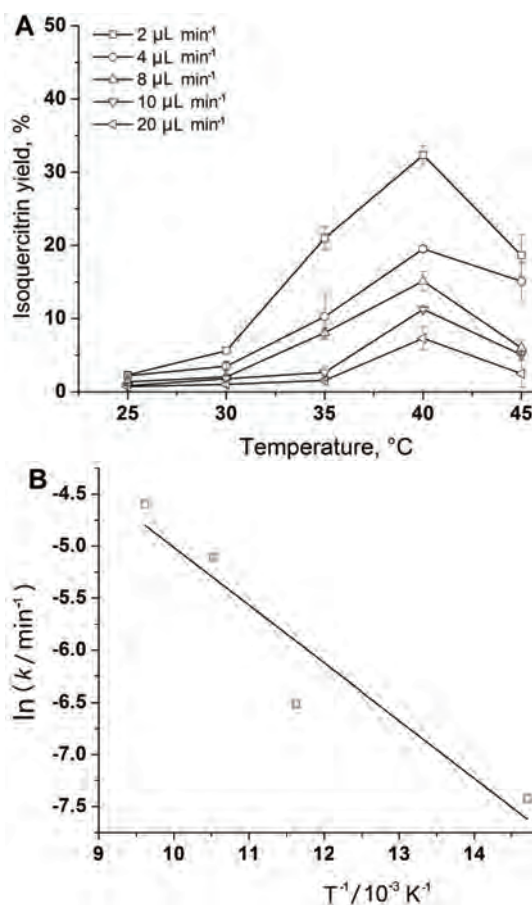 A
50
2 µL min⁻¹
4 µL min⁻¹
8 µL min⁻¹
10 µL min⁻¹
20 µL min⁻¹
40
30
20
10
0
Isoquercitrin yield, %
25 30 35 40 45
Temperature, °C
B
-4.5
-5.0
-5.5
-6.0
-6.5
-7.0
-7.5
ln (k/min⁻¹)
9 10 11 12 13 14
T⁻¹/10⁻³ K⁻¹